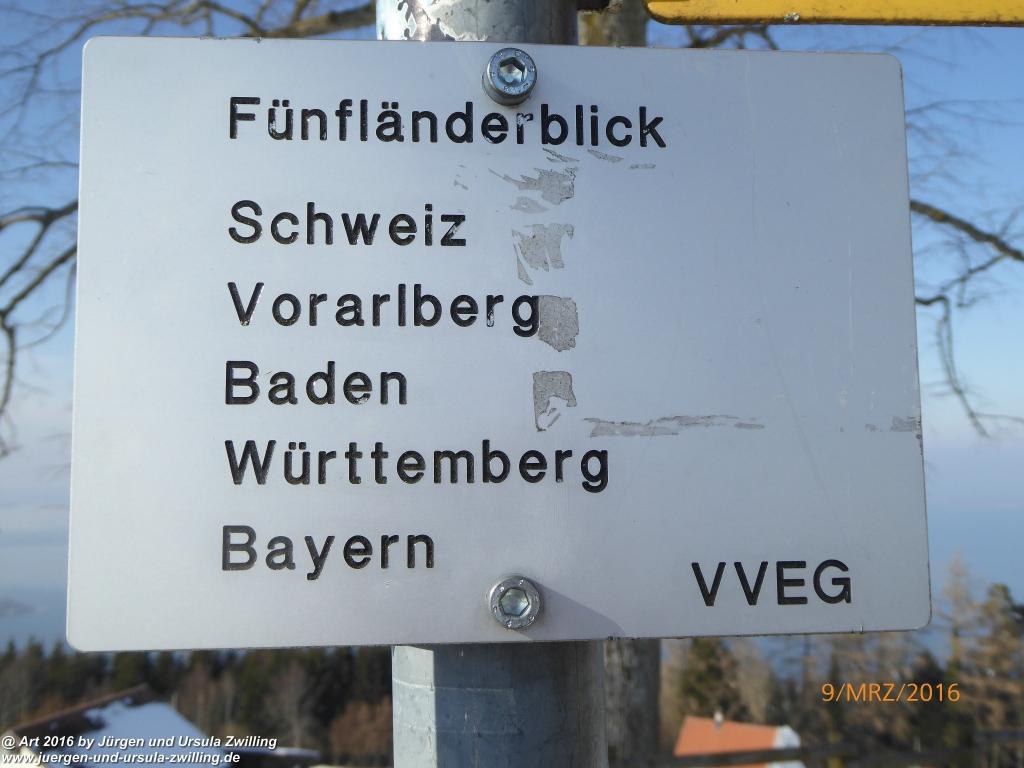 Fünfländerblick
Schweiz
Vorarlberg
Baden
Württemberg
Bayern
VVEG
9/MRZ/2016
@ Art 2016 by Jürgen und Ursula Zwilling
www.juergen-und-ursula-zwilling.de